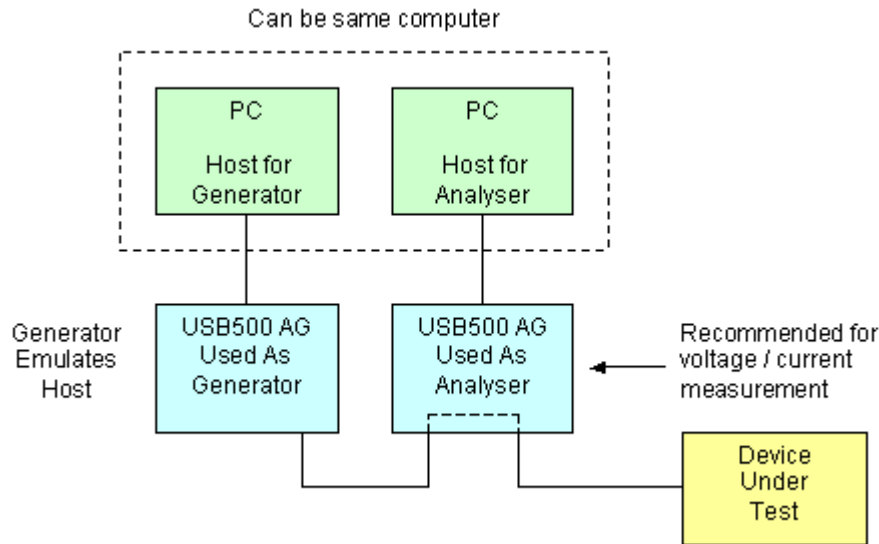 Can be same computer
PC
Host for
Generator
PC
Host for
Analyser
Generator
Emulates
Host
USB500 AG
Used As
Generator
USB500 AG
Used As
Analyser
Recommended for
voltage / current
measurement
Device
Under
Test